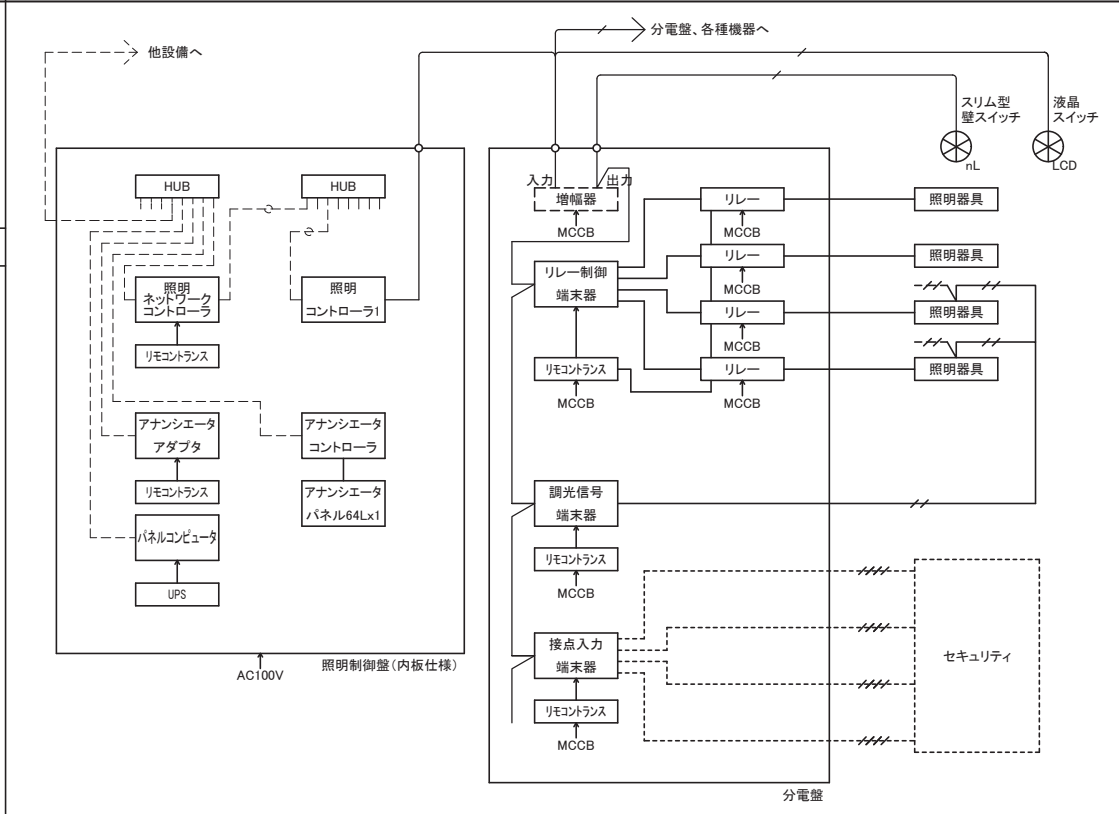 他設備へ
分電盤、各種機器へ
スリム型
壁スイッチ
nL
液晶
スイッチ
LCD
HUB
HUB
照明
ネットワーク
コントローラ
リモコントランス
照明
コントローラ1
アナンシエータ
アダプタ
リモコントランス
アナンシエータ
コントローラ
アナンシエータ
パネル64Lx1
パネルコンピュータ
UPS
AC100V
照明制御盤(内板仕様)
入力
出力
増幅器
MCCB
リレー制御
端末器
リモコントランス
MCCB
リレー
MCCB
リレー
MCCB
リレー
MCCB
リレー
MCCB
照明器具
照明器具
照明器具
照明器具
調光信号
端末器
リモコントランス
MCCB
接点入力
端末器
リモコントランス
MCCB
セキュリティ
分電盤